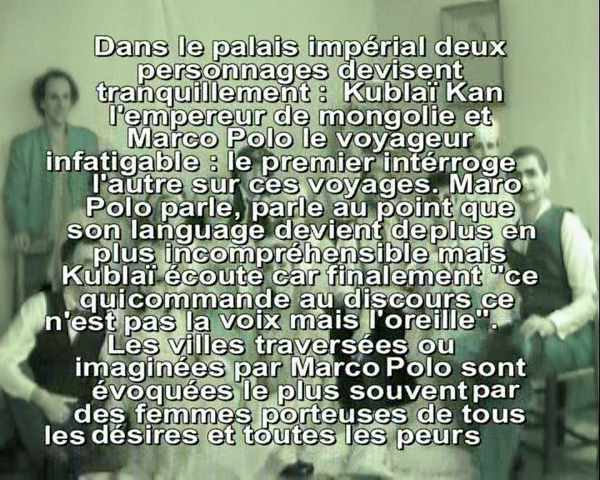 Dans le palais impérial deux
personnages devisent
tranquillement : Kublaï Kan
l'empereur de mongolie et
Marco Polo le voyageur
infatigable : le premier intérroge
l'autre sur ces voyages. Maro
Polo parle, parle au point que
son language devient deplus en
plus incompréhensible mais
Kublaï écoute car finalement "ce
quicommande au discours ce
n'est pas la voix mais l'oreille".
Les villes traversées ou
imaginées par Marco Polo sont
évoquées le plus souvent par
des femmes porteuses de tous
les désires et toutes les peurs